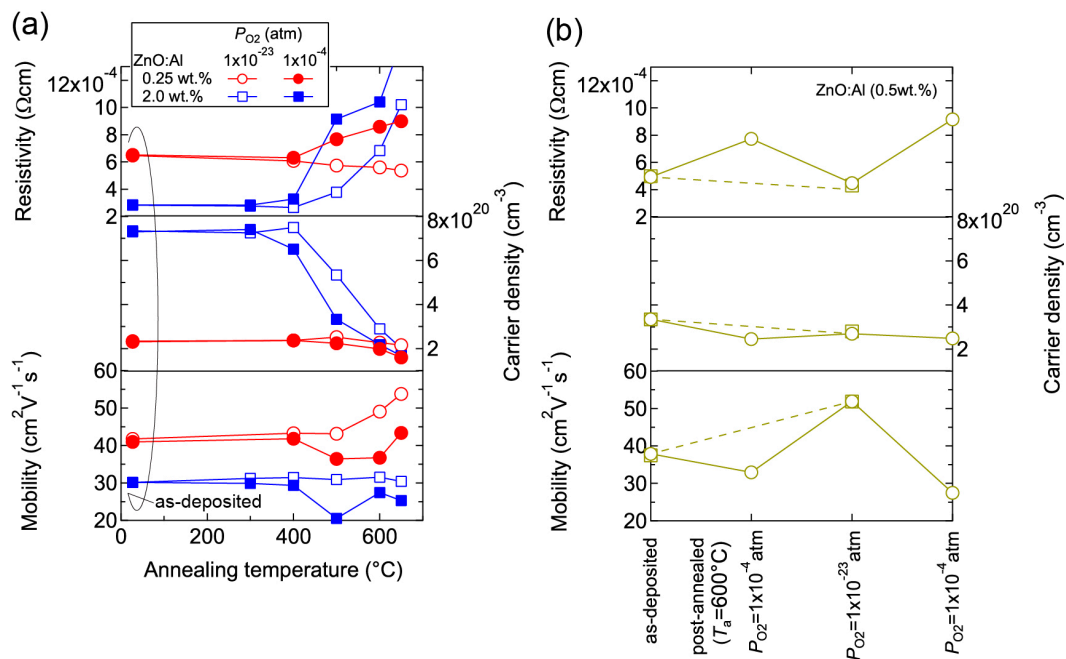 (a)
P_O2 (atm)
ZnO:Al 1x10^-23 1x10^-4
0.25 wt.%
2.0 wt.%
Resistivity (Ωcm)
12x10^-4
10
8
6
4
2
Carrier density (cm^-3)
8x10^20
6
4
2
Mobility (cm^2V^-1s^-1)
60
50
40
30
20
as-deposited
0 200 400 600
Annealing temperature (°C)
(b)
ZnO:Al (0.5wt.%)
Resistivity (Ωcm)
12x10^-4
10
8
6
4
2
Carrier density (cm^-3)
8x10^20
6
4
2
Mobility (cm^2V^-1s^-1)
60
50
40
30
20
as-deposited
post-annealed
(T_a=600°C)
P_O2=1x10^-4 atm
P_O2=1x10^-23 atm
P_O2=1x10^-4 atm